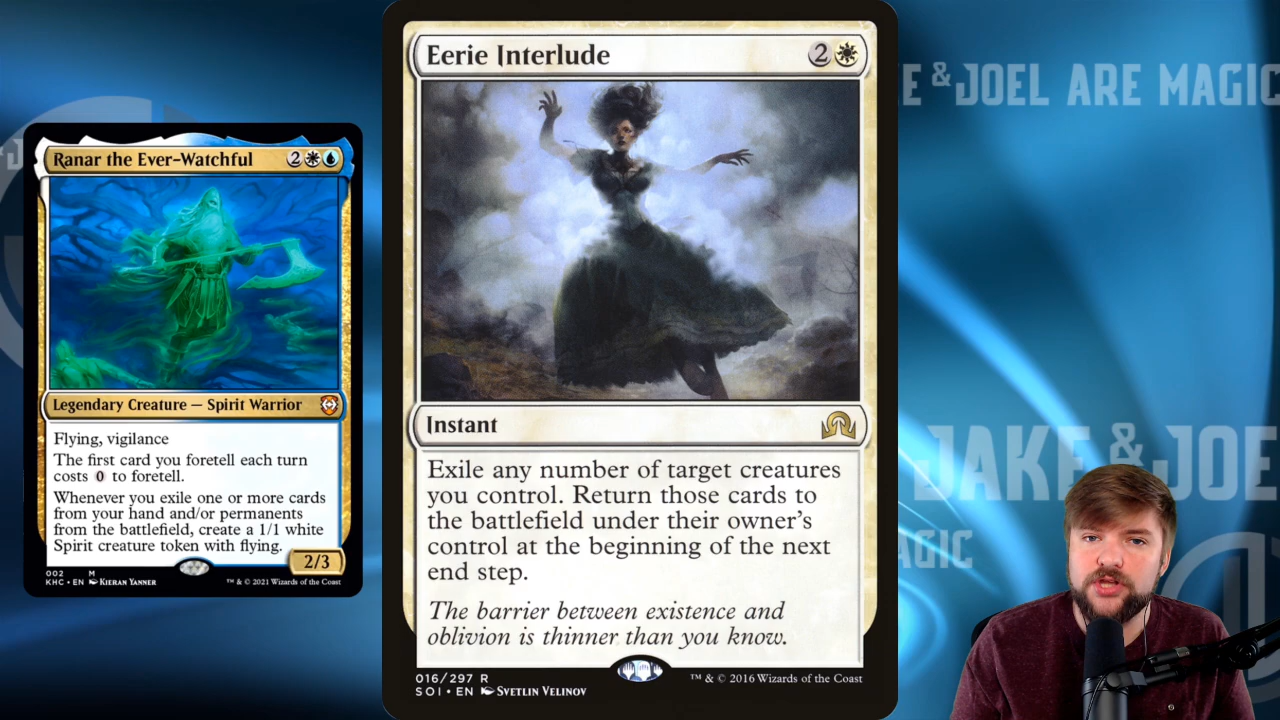 Ranar the Ever-Watchful 2
Legendary Creature — Spirit Warrior
Flying, vigilance
The first card you foretell each turn
costs 0 to foretell.
Whenever you exile one or more cards
from your hand and/or permanents
from the battlefield, create a 1/1 white
Spirit creature token with flying.
2/3
002 M
KHC • EN KIERAN YANNER ™ & © 2021 Wizards of the Coast
Eerie Interlude 2
Instant
Exile any number of target creatures
you control. Return those cards to
the battlefield under their owner's
control at the beginning of the next
end step.
The barrier between existence and
oblivion is thinner than you know.
016/297 R
SOI • EN SVETLIN VELINOV ™ & © 2016 Wizards of the Coast
E & JOEL ARE MAGIC
JAKE & JOE
AGIC